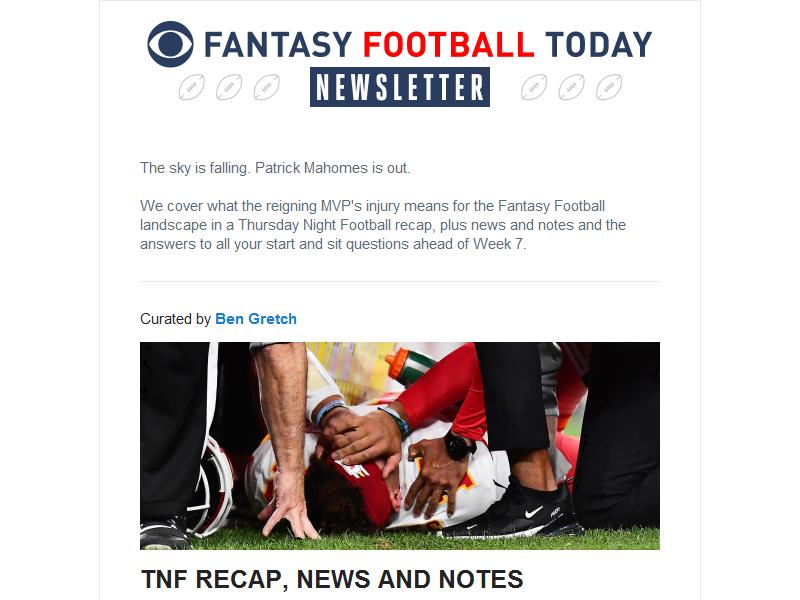 FANTASY FOOTBALL TODAY
NEWSLETTER
The sky is falling. Patrick Mahomes is out.
We cover what the reigning MVP's injury means for the Fantasy Football
landscape in a Thursday Night Football recap, plus news and notes and the
answers to all your start and sit questions ahead of Week 7.
Curated by Ben Gretch
TNF RECAP, NEWS AND NOTES